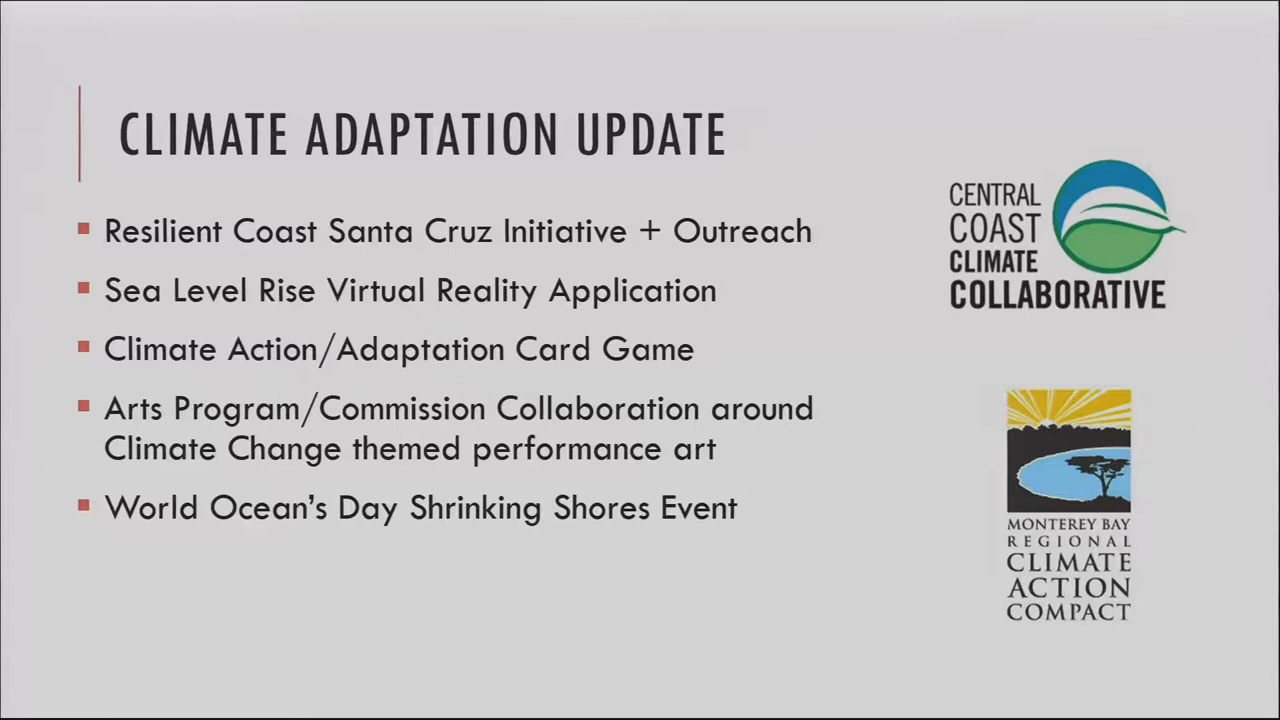 CLIMATE ADAPTATION UPDATE
Resilient Coast Santa Cruz Initiative + Outreach
Sea Level Rise Virtual Reality Application
Climate Action/Adaptation Card Game
Arts Program/Commission Collaboration around
Climate Change themed performance art
World Ocean's Day Shrinking Shores Event
CENTRAL
COAST
CLIMATE
COLLABORATIVE
MONTEREY BAY
REGIONAL
CLIMATE
ACTION
COMPACT